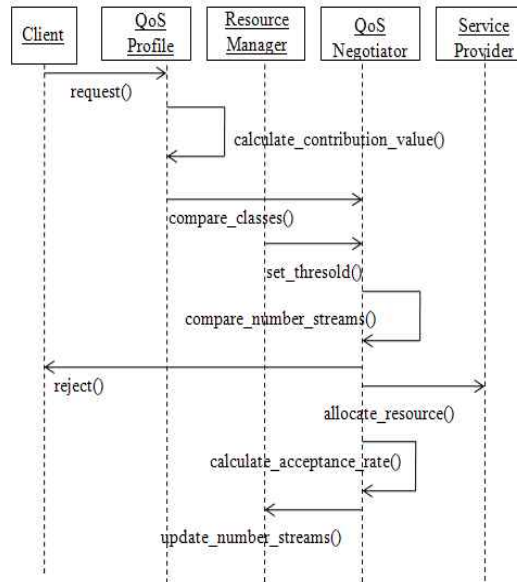 Client
QoS
Profile
Resource
Manager
QoS
Negotiator
Service
Provider
request()
calculate_contribution_value()
compare_classes()
set_thresold()
compare_number_streams()
reject()
allocate_resource()
calculate_acceptance_rate()
update_number_streams()